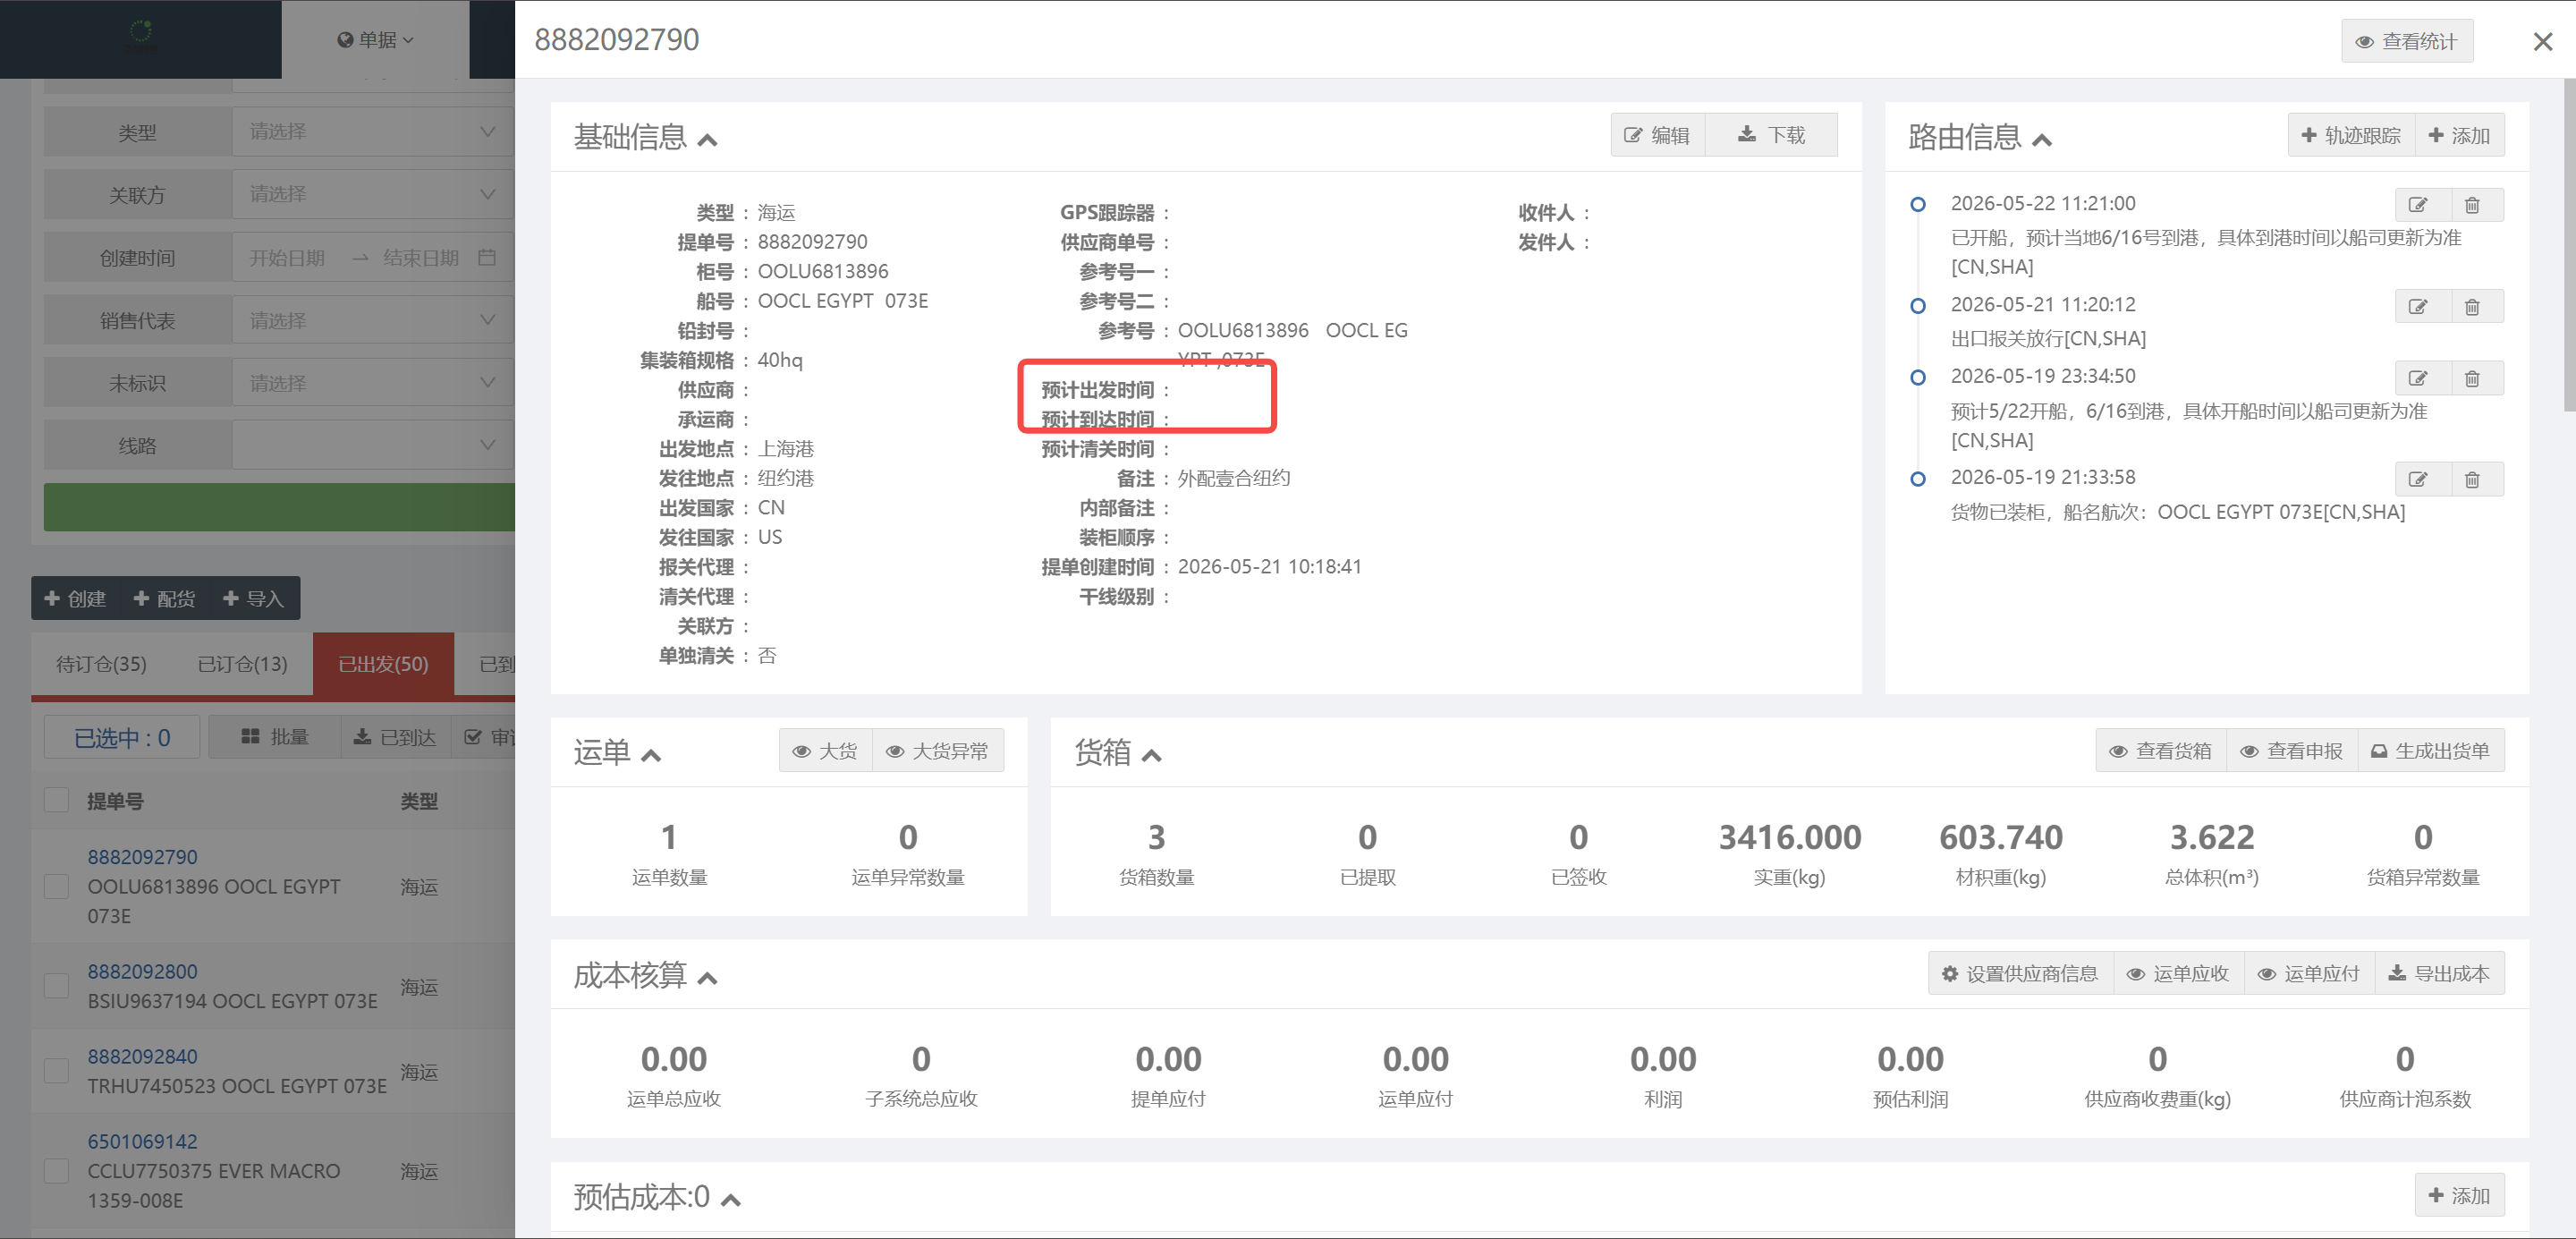 单据
8882092790
查看统计
类型
请选择
关联方
请选择
创建时间
开始日期
结束日期
销售代表
请选择
未标识
请选择
线路
创建
配货
导入
待订仓(35)
已订仓(13)
已出发(50)
已到
已选中 : 0
批量
已到达
提单号
类型
8882092790
OOLU6813896 OOCL EGYPT
073E
海运
8882092800
BSIU9637194 OOCL EGYPT 073E
海运
8882092840
TRHU7450523 OOCL EGYPT 073E
海运
6501069142
CCLU7750375 EVER MACRO
1359-008E
海运
基础信息
编辑
下载
类型 : 海运
提单号 : 8882092790
柜号 : OOLU6813896
船号 : OOCL EGYPT 073E
铅封号 :
集装箱规格 : 40hq
供应商 :
承运商 :
出发地点 : 上海港
发往地点 : 纽约港
出发国家 : CN
发往国家 : US
报关代理 :
清关代理 :
关联方 :
单独清关 : 否
GPS跟踪器 :
供应商单号 :
参考号一 :
参考号二 :
参考号 : OOLU6813896 OOCL EG
YPT ,073E
预计出发时间 :
预计到达时间 :
预计清关时间 :
备注 : 外配壹合纽约
内部备注 :
装柜顺序 :
提单创建时间 : 2026-05-21 10:18:41
干线级别 :
收件人 :
发件人 :
路由信息
轨迹跟踪
添加
2026-05-22 11:21:00
已开船，预计当地6/16号到港，具体到港时间以船司更新为准
[CN,SHA]
2026-05-21 11:20:12
出口报关放行[CN,SHA]
2026-05-19 23:34:50
预计5/22开船，6/16到港，具体开船时间以船司更新为准
[CN,SHA]
2026-05-19 21:33:58
货物已装柜，船名航次：OOCL EGYPT 073E[CN,SHA]
运单
大货
大货异常
1
运单数量
0
运单异常数量
货箱
查看货箱
查看申报
生成出货单
3
货箱数量
0
已提取
0
已签收
3416.000
实重(kg)
603.740
材积重(kg)
3.622
总体积(m³)
0
货箱异常数量
成本核算
设置供应商信息
运单应收
运单应付
导出成本
0.00
运单总应收
0
子系统总应收
0.00
提单应付
0.00
运单应付
0.00
利润
0.00
预估利润
0
供应商收费重(kg)
0
供应商计泡系数
预估成本:0
添加